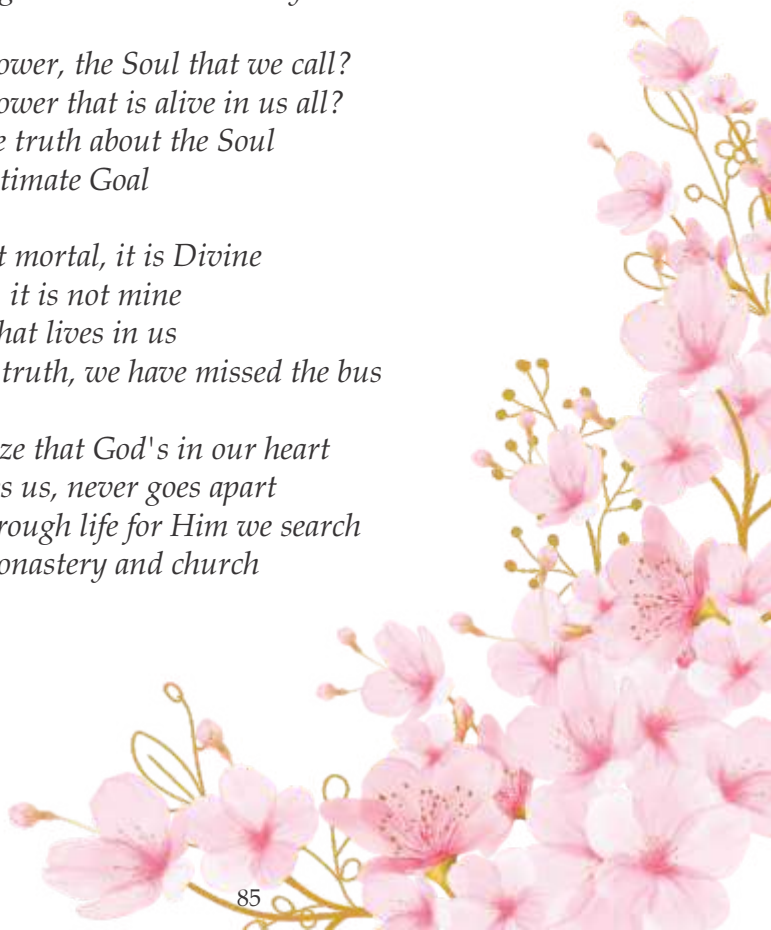 ower, the Soul that we call?
ower that is alive in us all?
e truth about the Soul
timate Goal
t mortal, it is Divine
, it is not mine
hat lives in us
truth, we have missed the bus
ze that God's in our heart
s us, never goes apart
rough life for Him we search
onastery and church
85